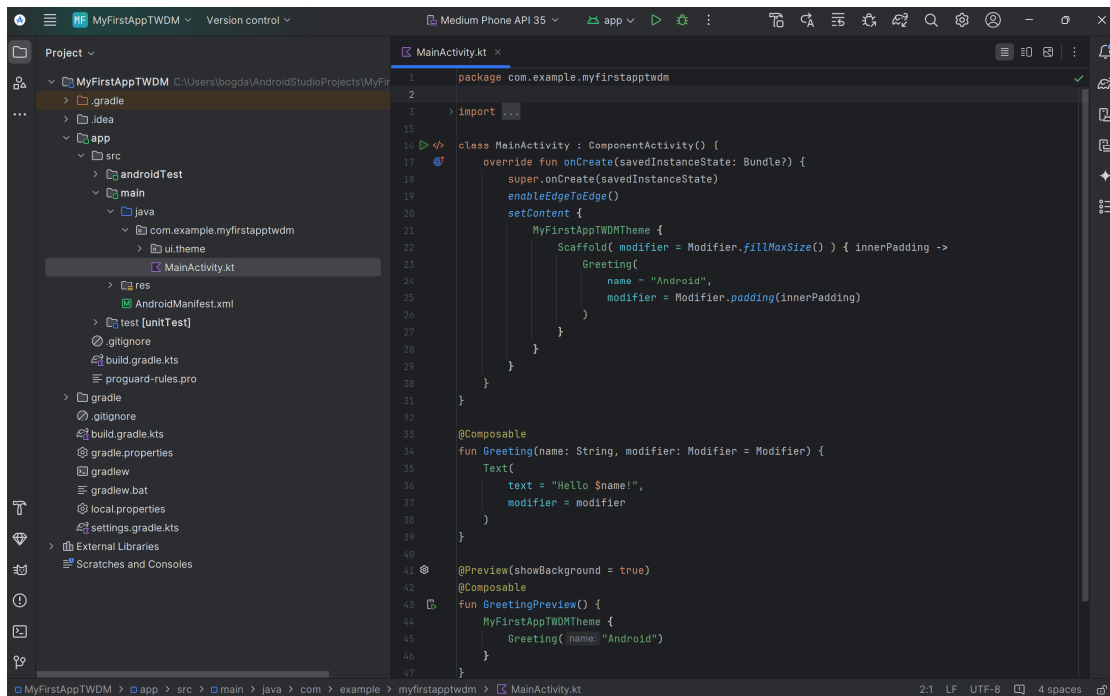 MF MyFirstAppTWDM Version control Medium Phone API 35 app
Project
MyFirstAppTWDM C:\Users\bogda\AndroidStudioProjects\MyFir
.gradle
.idea
app
src
androidTest
main
java
com.example.myfirstapptwdm
ui.theme
MainActivity.kt
res
AndroidManifest.xml
test [unitTest]
.gitignore
build.gradle.kts
proguard-rules.pro
gradle
.gitignore
build.gradle.kts
gradle.properties
gradlew
gradlew.bat
local.properties
settings.gradle.kts
External Libraries
Scratches and Consoles
MainActivity.kt
1 package com.example.myfirstapptwdm
2
3 import ...
15
16 class MainActivity : ComponentActivity() {
17 override fun onCreate(savedInstanceState: Bundle?) {
18 super.onCreate(savedInstanceState)
19 enableEdgeToEdge()
20 setContent {
21 MyFirstAppTWDMTheme {
22 Scaffold( modifier = Modifier.fillMaxSize() ) { innerPadding ->
23 Greeting(
24 name = "Android",
25 modifier = Modifier.padding(innerPadding)
26 )
27 }
28 }
29 }
30 }
31 }
32
33 @Composable
34 fun Greeting(name: String, modifier: Modifier = Modifier) {
35 Text(
36 text = "Hello $name!",
37 modifier = modifier
38 )
39 }
40
41 @Preview(showBackground = true)
42 @Composable
43 fun GreetingPreview() {
44 MyFirstAppTWDMTheme {
45 Greeting( name: "Android")
46 }
47 }
MyFirstAppTWDM > app > src > main > java > com > example > myfirstapptwdm > MainActivity.kt 2:1 LF UTF-8 4 spaces